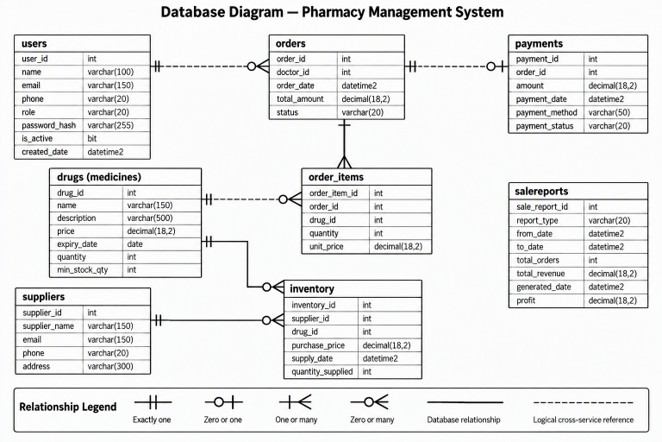 Database Diagram — Pharmacy Management System
users
user_id int
name varchar(100)
email varchar(150)
phone varchar(20)
role varchar(20)
password_hash varchar(255)
is_active bit
created_date datetime2
orders
order_id int
doctor_id int
order_date datetime2
total_amount decimal(18,2)
status varchar(20)
payments
payment_id int
order_id int
amount decimal(18,2)
payment_date datetime2
payment_method varchar(50)
payment_status varchar(20)
drugs (medicines)
drug_id int
name varchar(150)
description varchar(500)
price decimal(18,2)
expiry_date date
quantity int
min_stock_qty int
order_items
order_item_id int
order_id int
drug_id int
quantity int
unit_price decimal(18,2)
salereports
sale_report_id int
report_type varchar(20)
from_date datetime2
to_date datetime2
total_orders int
total_revenue decimal(18,2)
generated_date datetime2
profit decimal(18,2)
suppliers
supplier_id int
supplier_name varchar(150)
email varchar(150)
phone varchar(20)
address varchar(300)
inventory
inventory_id int
supplier_id int
drug_id int
purchase_price decimal(18,2)
supply_date datetime2
quantity_supplied int
Relationship Legend
Exactly one
Zero or one
One or many
Zero or many
Database relationship
Logical cross-service reference